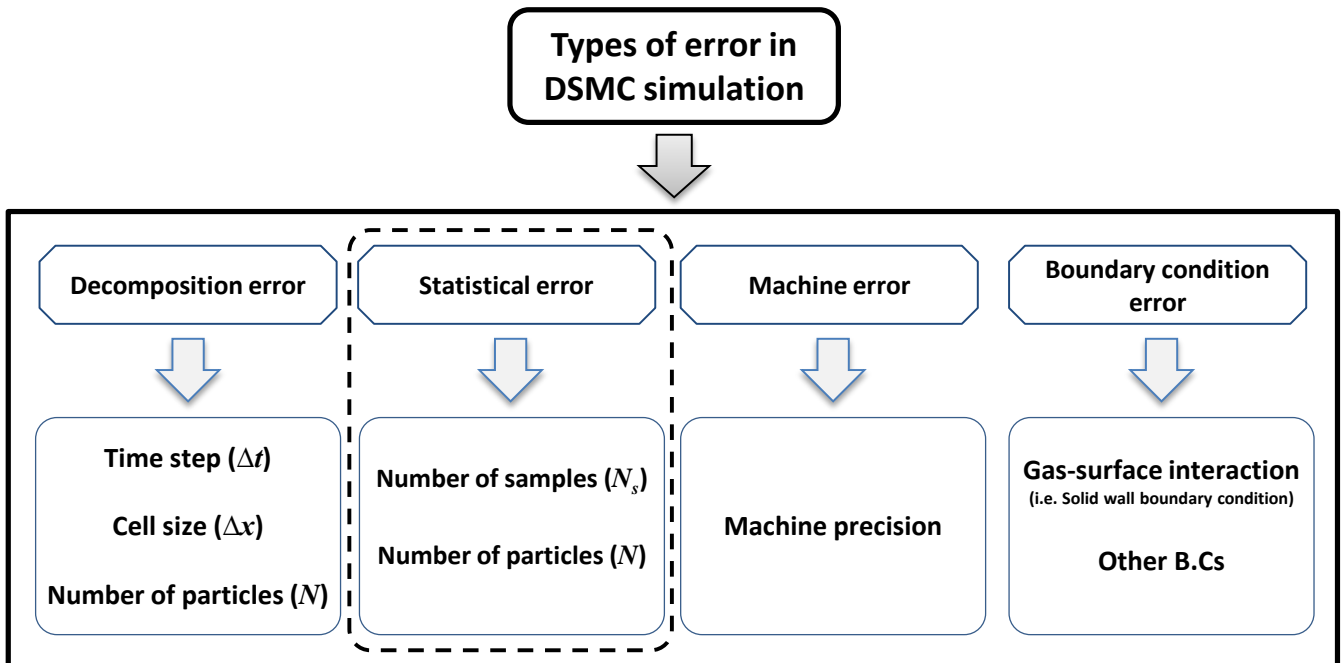 Types of error in
DSMC simulation
Decomposition error
Statistical error
Machine error
Boundary condition
error
Time step (Δt)
Cell size (Δx)
Number of particles (N)
Number of samples (Nₛ)
Number of particles (N)
Machine precision
Gas-surface interaction
(i.e. Solid wall boundary condition)
Other B.Cs